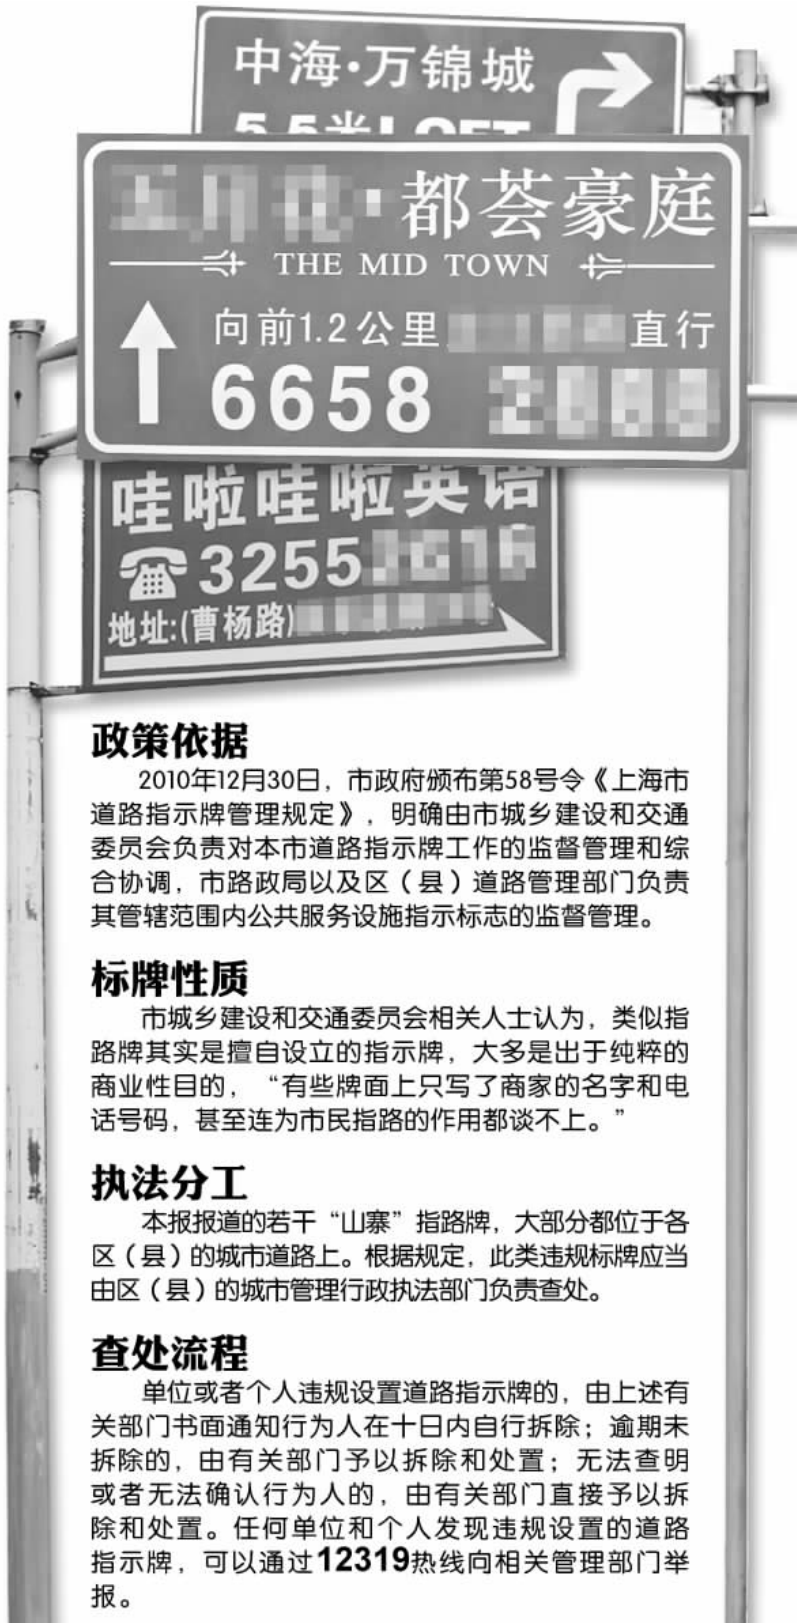 中海·万锦城
5.5米LOFT
都荟豪庭
THE MID TOWN
向前1.2公里 直行
6658
哇啦哇啦英语
3255
地址:(曹杨路)
政策依据
2010年12月30日，市政府颁布第58号令《上海市
道路指示牌管理规定》，明确由市城乡建设和交通
委员会负责对本市道路指示牌工作的监督管理和综
合协调，市路政局以及区（县）道路管理部门负责
其管辖范围内公共服务设施指示标志的监督管理。
标牌性质
市城乡建设和交通委员会相关人士认为，类似指
路牌其实是擅自设立的指示牌，大多是出于纯粹的
商业性目的，“有些牌面上只写了商家的名字和电
话号码，甚至连为市民指路的作用都谈不上。”
执法分工
本报报道的若干“山寨”指路牌，大部分都位于各
区（县）的城市道路上。根据规定，此类违规标牌应当
由区（县）的城市管理行政执法部门负责查处。
查处流程
单位或者个人违规设置道路指示牌的，由上述有
关部门书面通知行为人在十日内自行拆除；逾期未
拆除的，由有关部门予以拆除和处置；无法查明
或者无法确认行为人的，由有关部门直接予以拆
除和处置。任何单位和个人发现违规设置的道路
指示牌，可以通过12319热线向相关管理部门举
报。